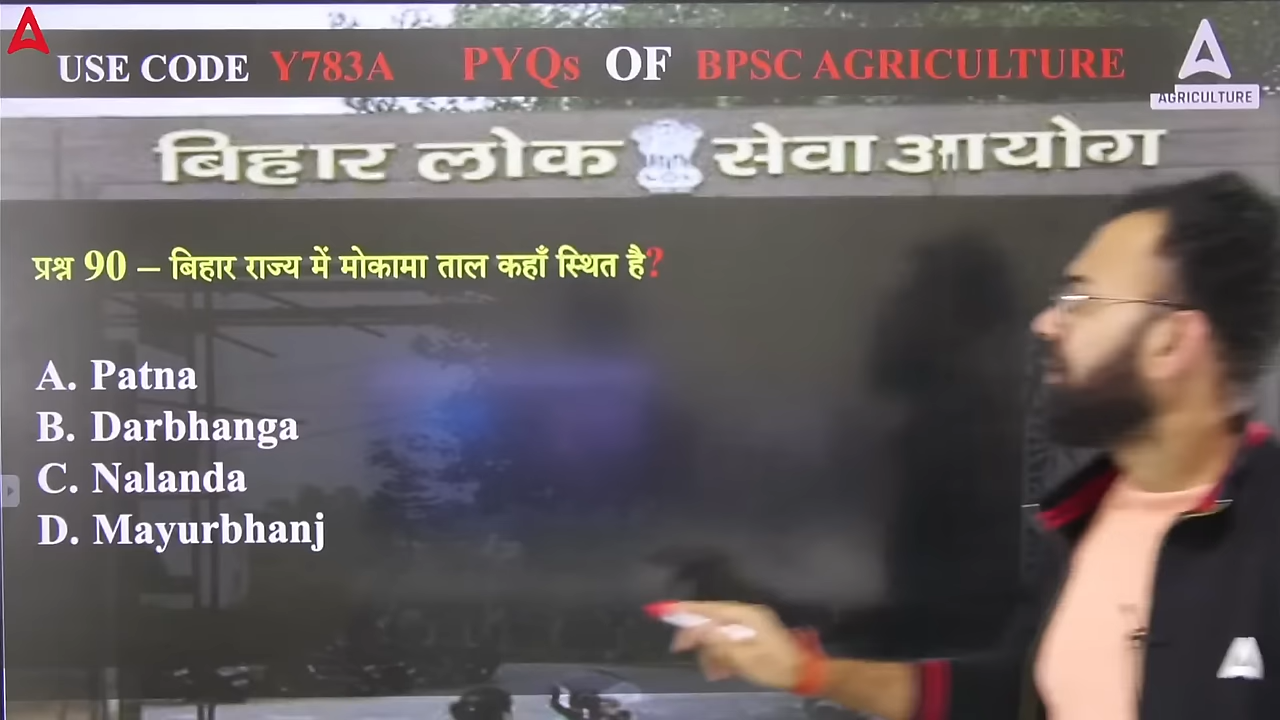 USE CODE Y783A PYQs OF BPSC AGRICULTURE
AGRICULTURE
बिहार लोक सेवा आयोग
प्रश्न 90 – बिहार राज्य में मोकामा ताल कहाँ स्थित है?
A. Patna
B. Darbhanga
C. Nalanda
D. Mayurbhanj